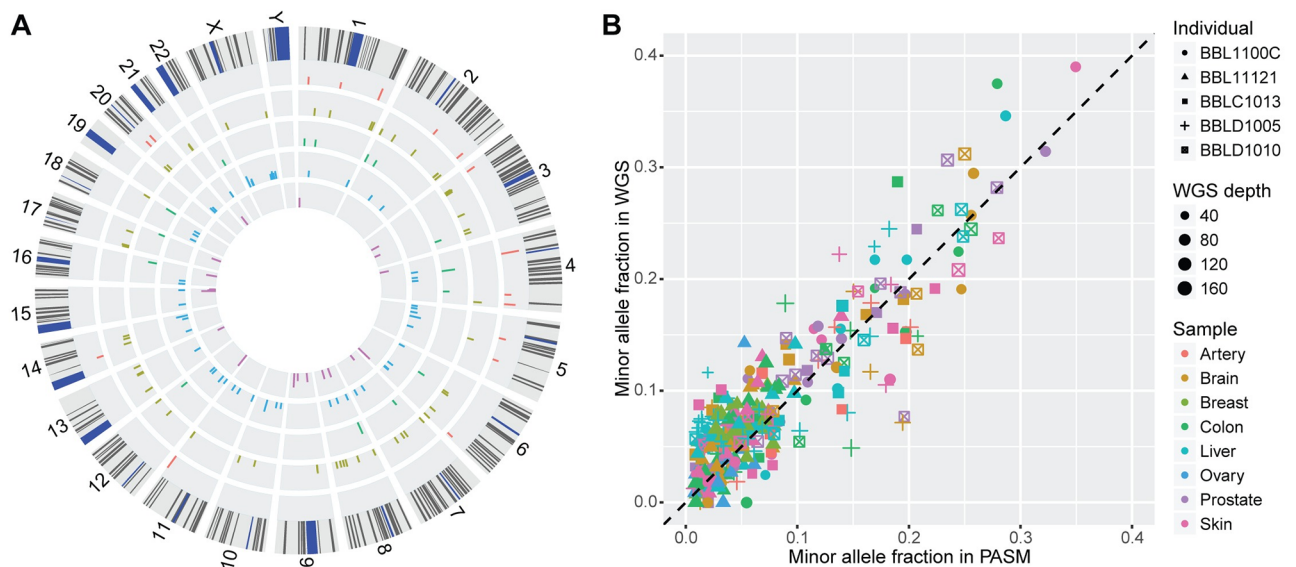 A
1
2
3
4
5
6
7
8
9
10
11
12
13
14
15
16
17
18
19
20
21
22
X
Y
B
Minor allele fraction in WGS
0.4
0.3
0.2
0.1
0.0
0.0 0.1 0.2 0.3 0.4
Minor allele fraction in PASM
Individual
BBL1100C
BBL11121
BBLC1013
BBLD1005
BBLD1010
WGS depth
40
80
120
160
Sample
Artery
Brain
Breast
Colon
Liver
Ovary
Prostate
Skin